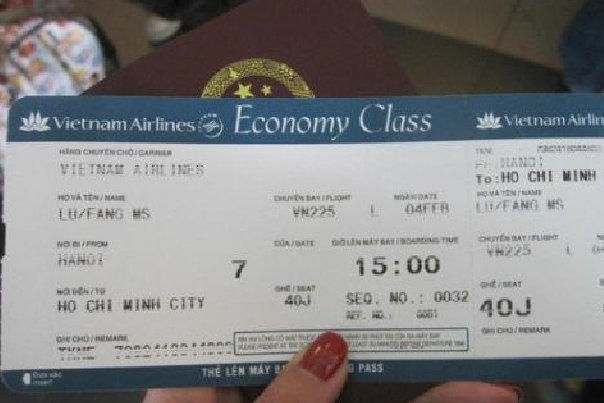 Vietnam Airlines Economy Class Vietnam Airlin
HÃNG CHUYÊN CHỞ / CARRIER
VIETNAM AIRLINES
HANOI
To: HO CHI MINH
HỌ VÀ TÊN / NAME CHUYẾN BAY / FLIGHT NGÀY / DATE HỌ VÀ TÊN / NAME
LU/FANG MS VN225 L 04FEB LU/FANG MS
NƠI ĐI / FROM CỬA / GATE GIỜ LÊN MÁY BAY / BOARDING TIME CHUYẾN BAY / FLIGHT
HANOI 7 15:00 VN225 L
NƠI ĐẾN / TO GHẾ / SEAT GHẾ / SEAT
HO CHI MINH CITY 40J SEQ. NO.: 0032 40J
REF. NO.:
GHI CHÚ / REMARK GHI CHÚ / REMARK
THẺ LÊN MÁY PASS